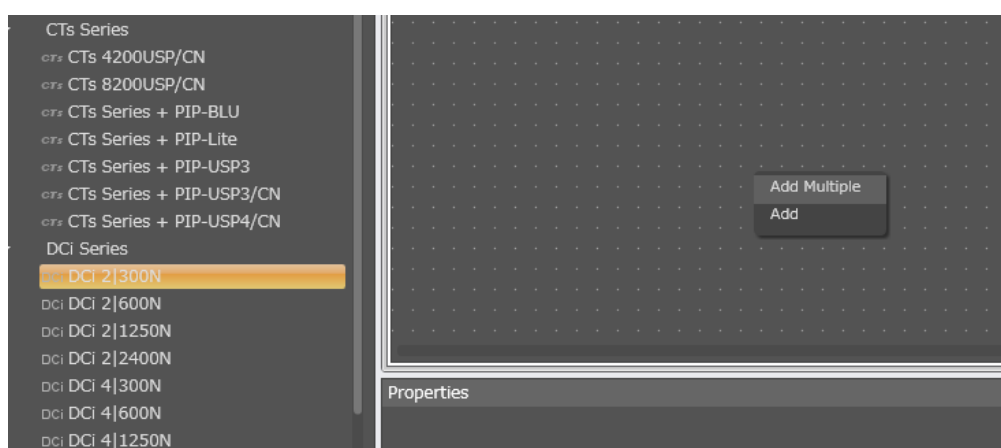 CTs Series
CTs CTs 4200USP/CN
CTs CTs 8200USP/CN
CTs CTs Series + PIP-BLU
CTs CTs Series + PIP-Lite
CTs CTs Series + PIP-USP3
CTs CTs Series + PIP-USP3/CN
CTs CTs Series + PIP-USP4/CN
DCi Series
DCi 2|300N
DCi DCi 2|600N
DCi DCi 2|1250N
DCi DCi 2|2400N
DCi DCi 4|300N
DCi DCi 4|600N
DCi DCi 4|1250N
Add Multiple
Add
Properties